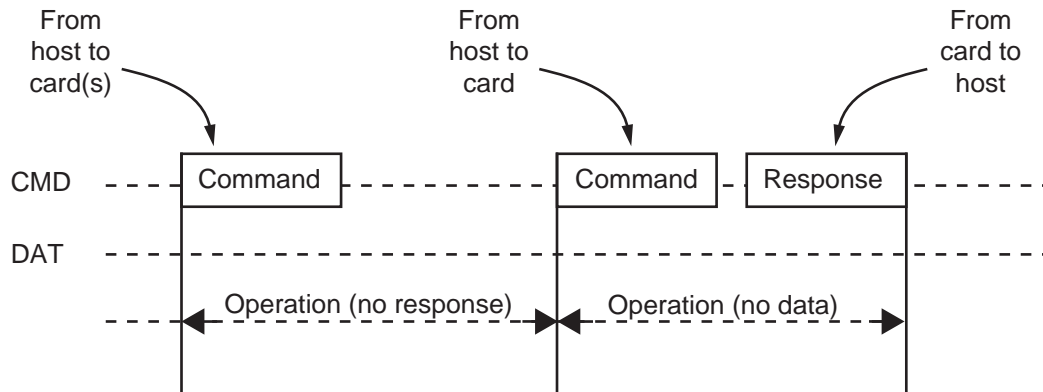 From
host to
card(s)
From
host to
card
From
card to
host
CMD
Command
Command
Response
DAT
Operation (no response)
Operation (no data)